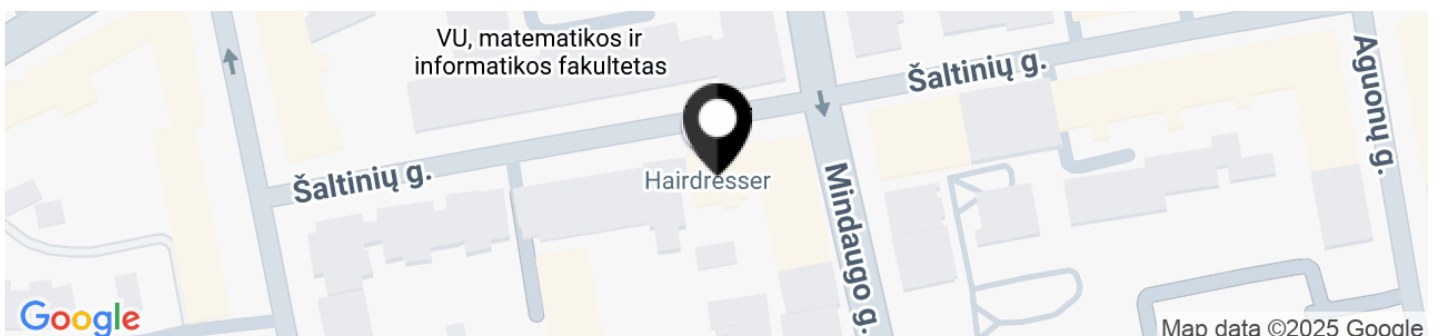 VU, matematikos ir
informatikos fakultetas
Šaltinių g.
Aguonų g.
Šaltinių g.
Hairdresser
Mindaugo g.
Google
Map data ©2025 Google